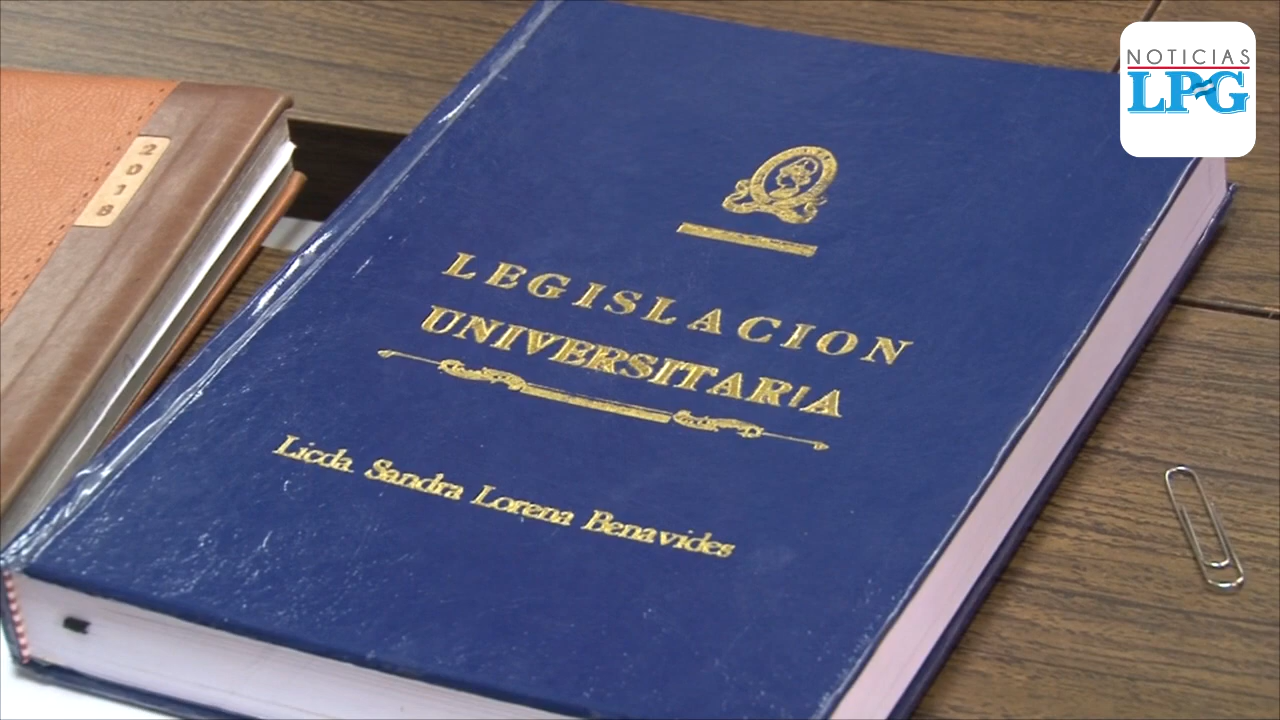 NOTICIAS
LPG
2018
LEGISLACION
UNIVERSITARIA
Licda Sandra Lorena Benavides